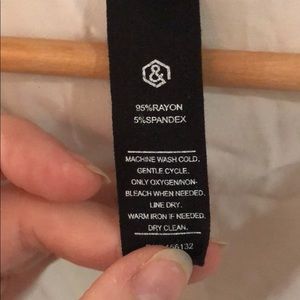 &
95%RAYON
5%SPANDEX
MACHINE WASH COLD.
GENTLE CYCLE.
ONLY OXYGEN/NON-
BLEACH WHEN NEEDED.
LINE DRY.
WARM IRON IF NEEDED.
DRY CLEAN.
56132